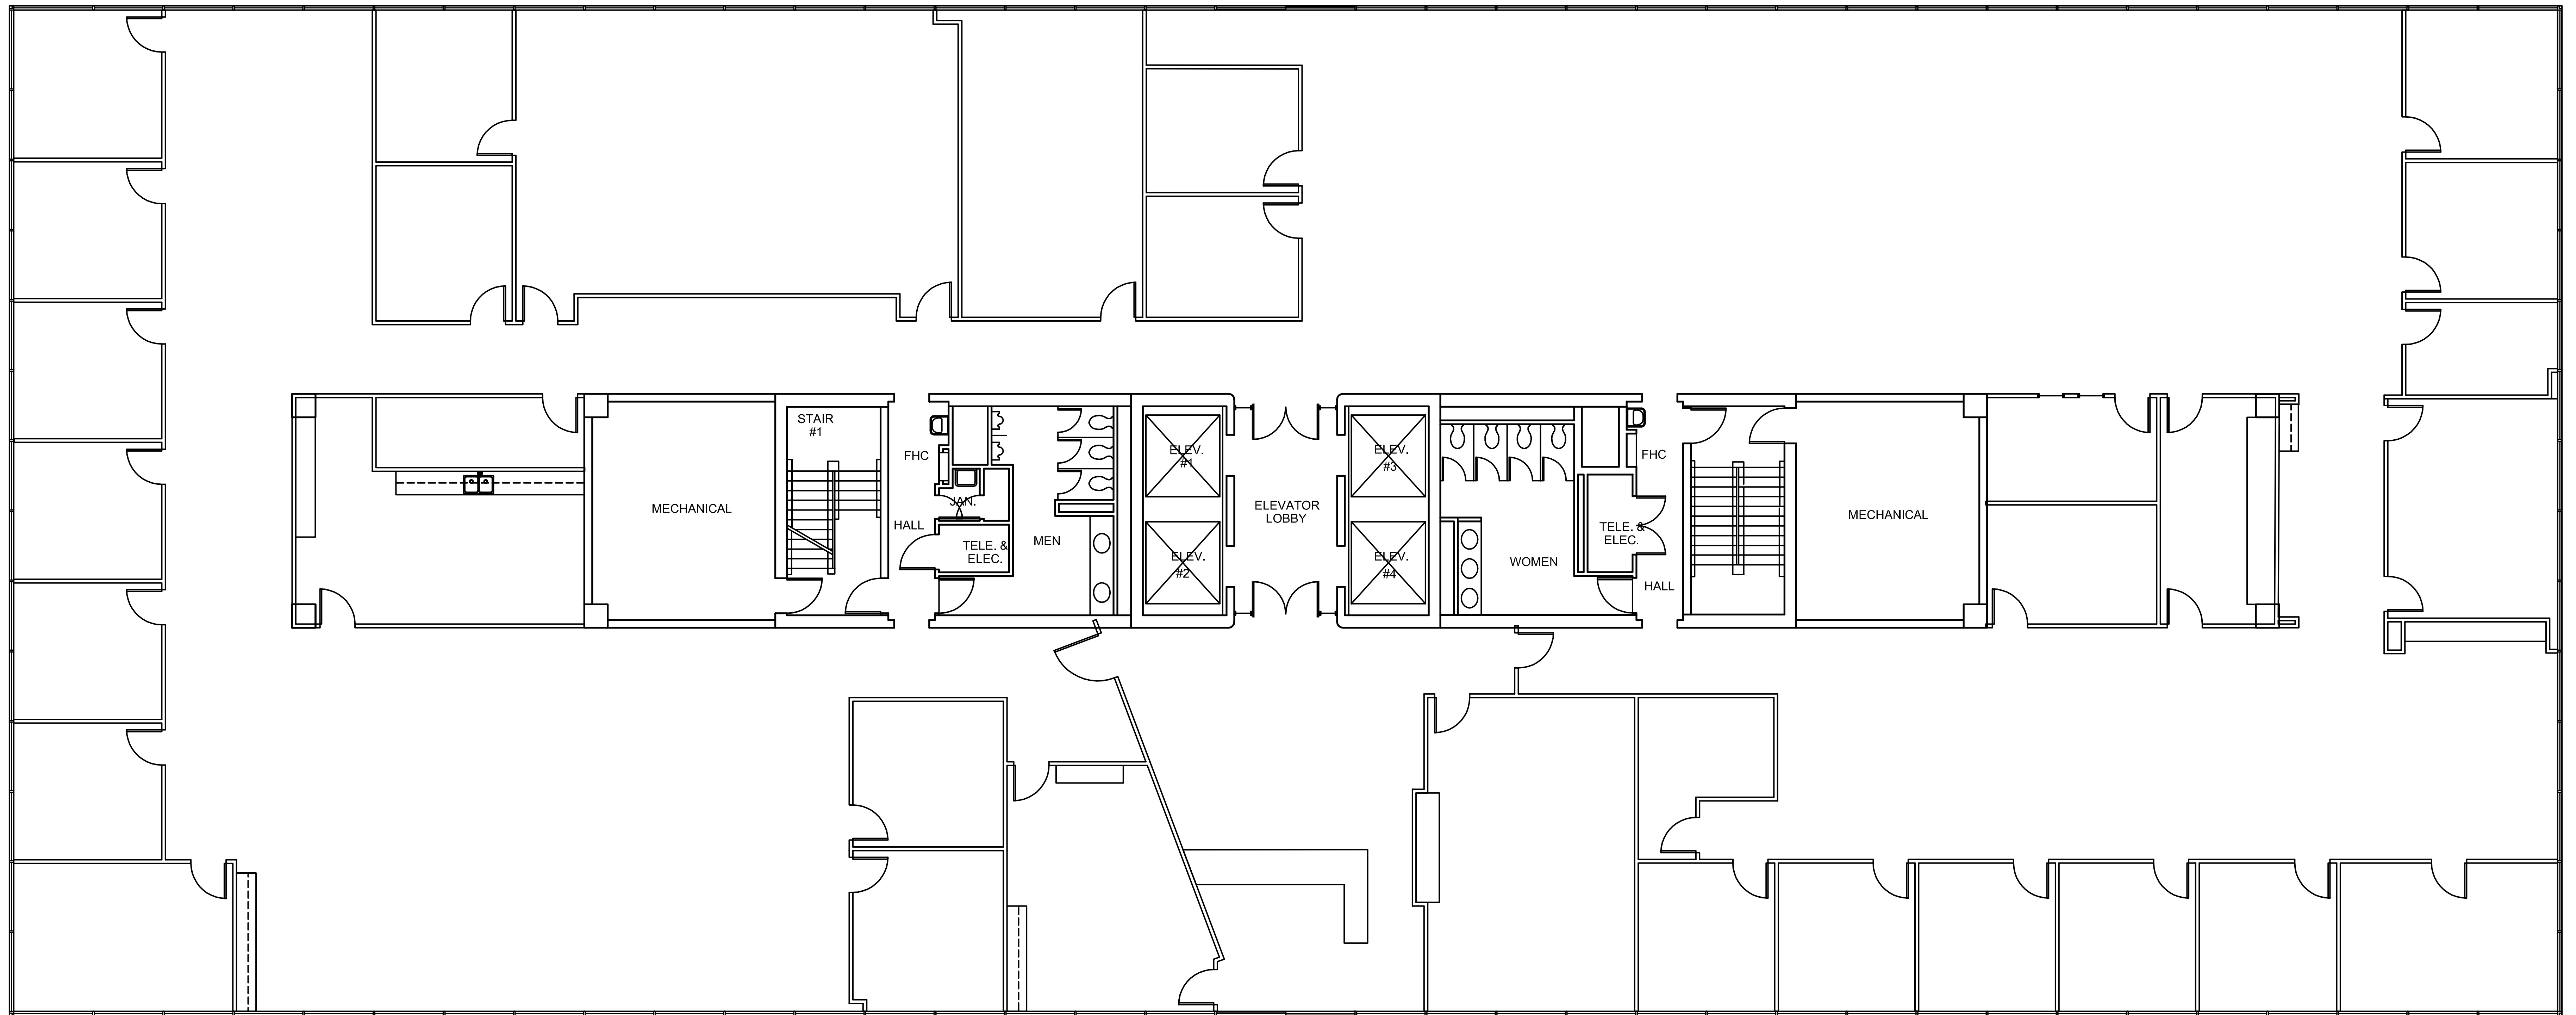 STAIR
#1
FHC
MECHANICAL
HALL
JAN.
TELE. &
ELEC.
MEN
ELEV.
#1
ELEV.
#2
ELEVATOR
LOBBY
ELEV.
#3
ELEV.
#4
WOMEN
TELE. &
ELEC.
FHC
HALL
MECHANICAL